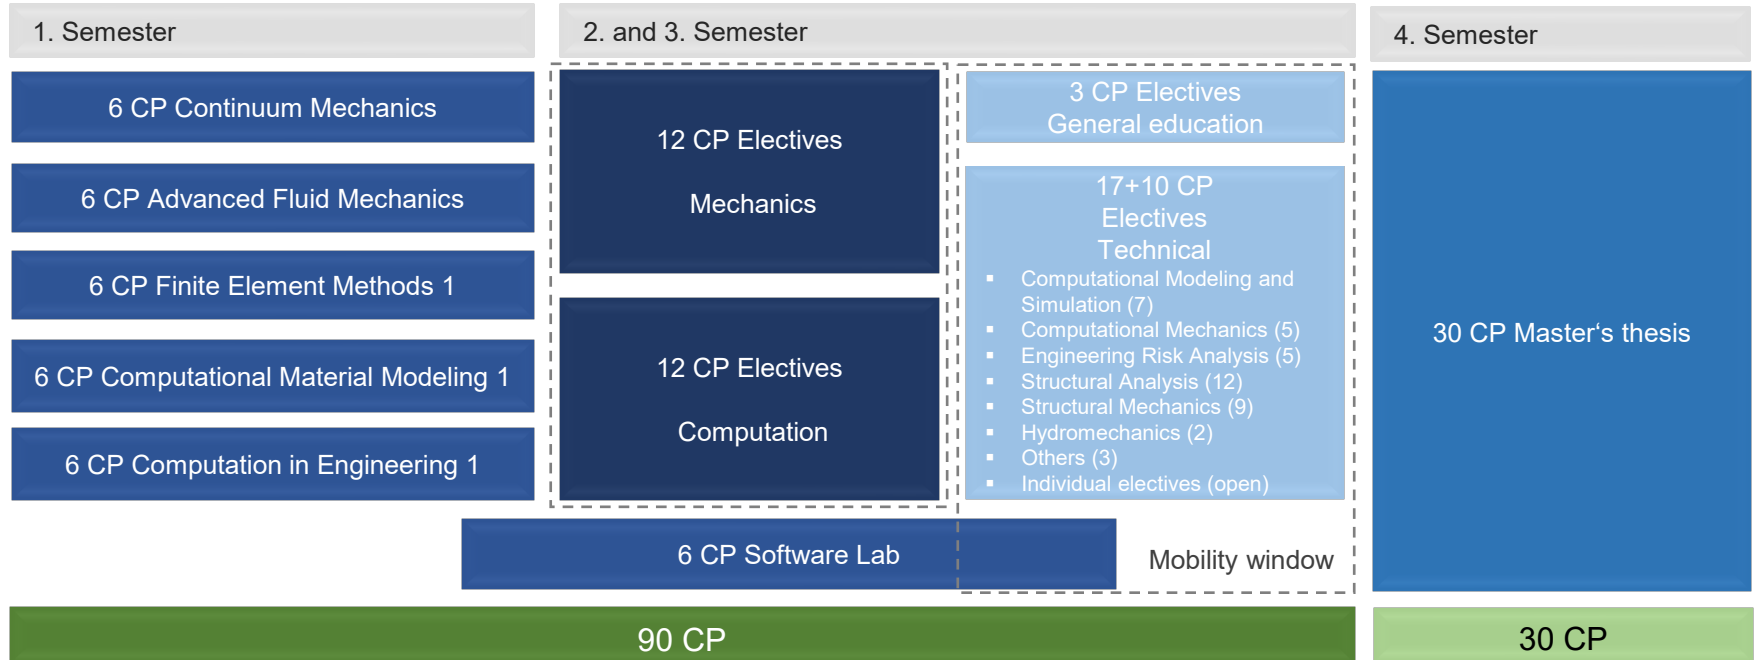 1. Semester
2. and 3. Semester
4. Semester
6 CP Continuum Mechanics
6 CP Advanced Fluid Mechanics
6 CP Finite Element Methods 1
6 CP Computational Material Modeling 1
6 CP Computation in Engineering 1
12 CP Electives
Mechanics
12 CP Electives
Computation
3 CP Electives
General education
17+10 CP
Electives
Technical
▪ Computational Modeling and
Simulation (7)
▪ Computational Mechanics (5)
▪ Engineering Risk Analysis (5)
▪ Structural Analysis (12)
▪ Structural Mechanics (9)
▪ Hydromechanics (2)
▪ Others (3)
▪ Individual electives (open)
6 CP Software Lab
Mobility window
30 CP Master‘s thesis
90 CP
30 CP